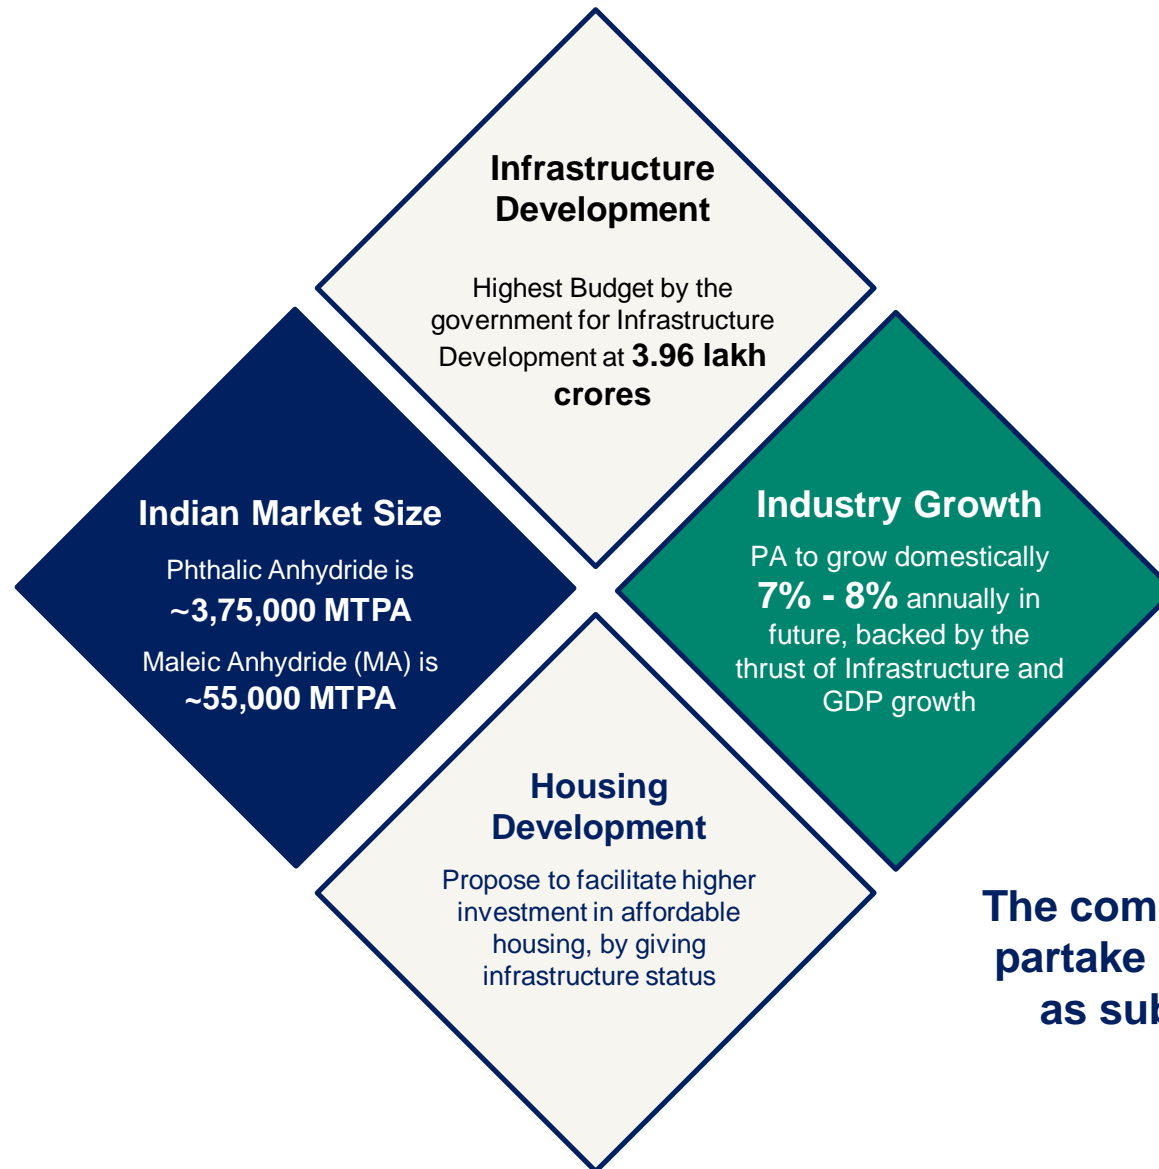 Infrastructure
Development
Highest Budget by the
government for Infrastructure
Development at 3.96 lakh
crores
Indian Market Size
Phthalic Anhydride is
~3,75,000 MTPA
Maleic Anhydride (MA) is
~55,000 MTPA
Industry Growth
PA to grow domestically
7% - 8% annually in
future, backed by the
thrust of Infrastructure and
GDP growth
Housing
Development
Propose to facilitate higher
investment in affordable
housing, by giving
infrastructure status
The com
partake
as sub